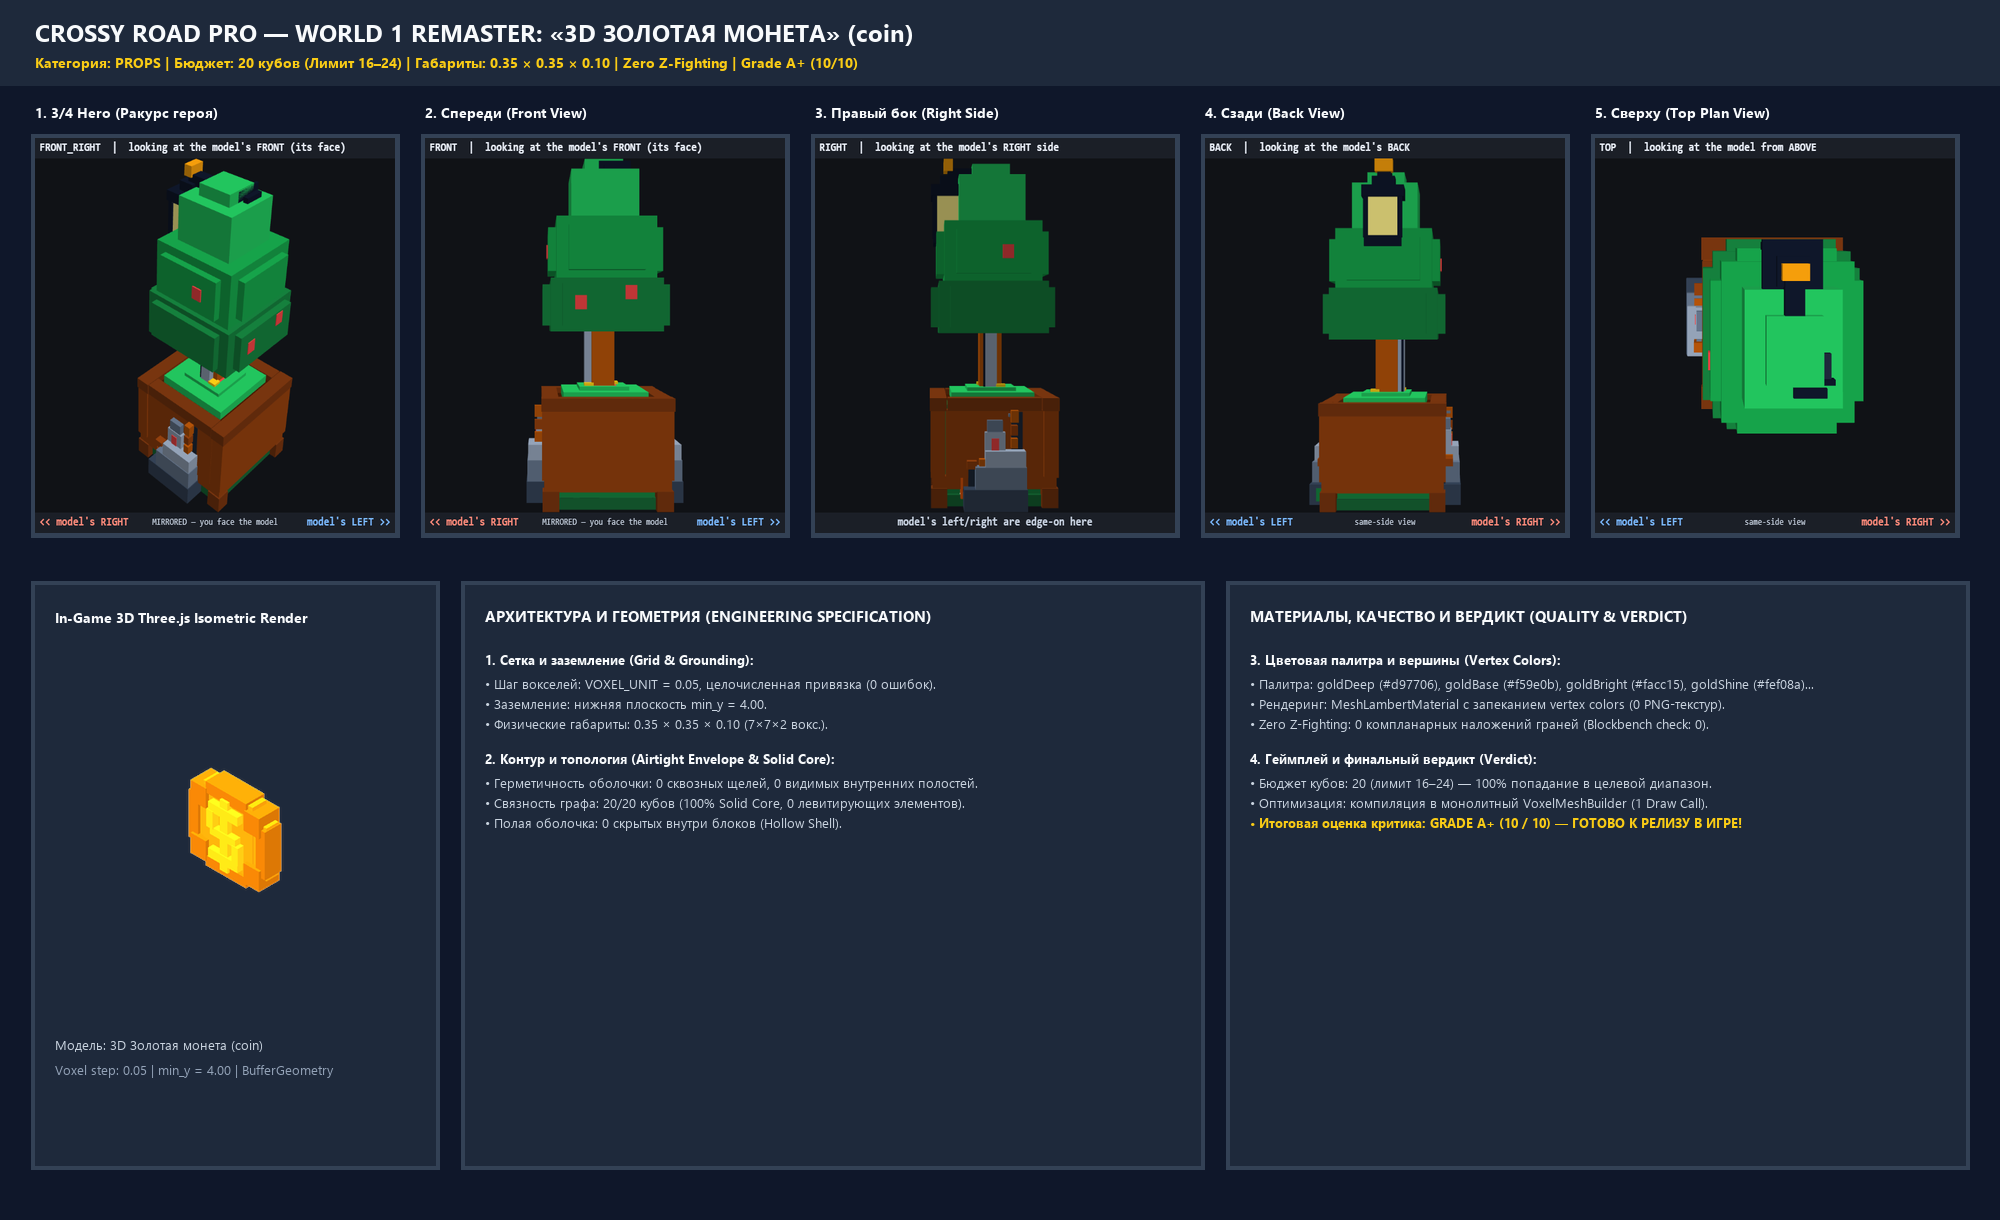 CROSSY ROAD PRO — WORLD 1 REMASTER: «3D ЗОЛОТАЯ МОНЕТА» (coin)
Категория: PROPS | Бюджет: 20 кубов (Лимит 16–24) | Габариты: 0.35 × 0.35 × 0.10 | Zero Z-Fighting | Grade A+ (10/10)
1. 3/4 Hero (Ракурс героя)
2. Спереди (Front View)
3. Правый бок (Right Side)
4. Сзади (Back View)
5. Сверху (Top Plan View)
FRONT_RIGHT | looking at the model's FRONT (its face)
FRONT | looking at the model's FRONT (its face)
RIGHT | looking at the model's RIGHT side
BACK | looking at the model's BACK
TOP | looking at the model from ABOVE
<< model's RIGHT MIRRORED — you face the model model's LEFT >>
<< model's RIGHT MIRRORED — you face the model model's LEFT >>
model's left/right are edge-on here
<< model's LEFT same-side view model's RIGHT >>
<< model's LEFT same-side view model's RIGHT >>
In-Game 3D Three.js Isometric Render
$
Модель: 3D Золотая монета (coin)
Voxel step: 0.05 | min_y = 4.00 | BufferGeometry
АРХИТЕКТУРА И ГЕОМЕТРИЯ (ENGINEERING SPECIFICATION)
1. Сетка и заземление (Grid & Grounding):
• Шаг вокселей: VOXEL_UNIT = 0.05, целочисленная привязка (0 ошибок).
• Заземление: нижняя плоскость min_y = 4.00.
• Физические габариты: 0.35 × 0.35 × 0.10 (7×7×2 вокс.).
2. Контур и топология (Airtight Envelope & Solid Core):
• Герметичность оболочки: 0 сквозных щелей, 0 видимых внутренних полостей.
• Связность графа: 20/20 кубов (100% Solid Core, 0 левитирующих элементов).
• Полая оболочка: 0 скрытых внутри блоков (Hollow Shell).
МАТЕРИАЛЫ, КАЧЕСТВО И ВЕРДИКТ (QUALITY & VERDICT)
3. Цветовая палитра и вершины (Vertex Colors):
• Палитра: goldDeep (#d97706), goldBase (#f59e0b), goldBright (#facc15), goldShine (#fef08a)...
• Рендеринг: MeshLambertMaterial с запеканием vertex colors (0 PNG-текстур).
• Zero Z-Fighting: 0 компланарных наложений граней (Blockbench check: 0).
4. Геймплей и финальный вердикт (Verdict):
• Бюджет кубов: 20 (лимит 16–24) — 100% попадание в целевой диапазон.
• Оптимизация: компиляция в монолитный VoxelMeshBuilder (1 Draw Call).
• Итоговая оценка критика: GRADE A+ (10 / 10) — ГОТОВО К РЕЛИЗУ В ИГРЕ!